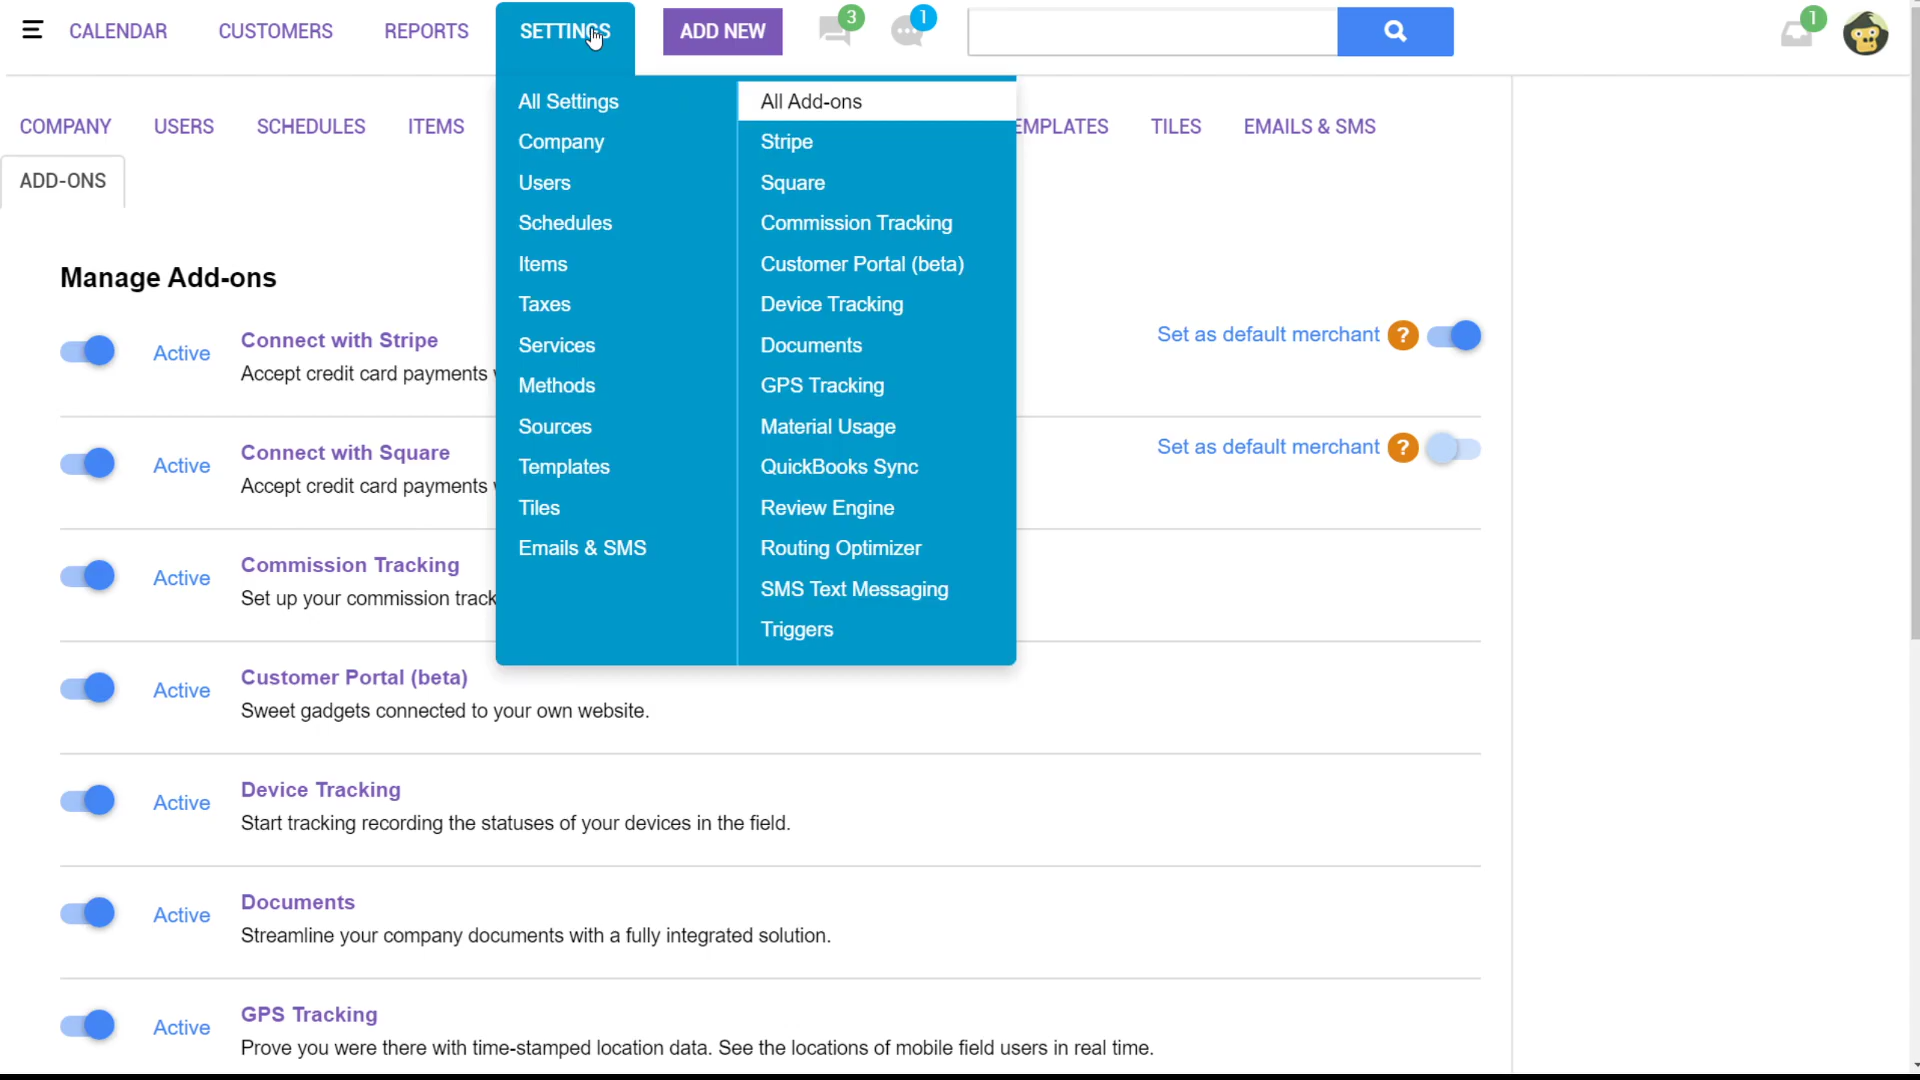 CALENDAR CUSTOMERS REPORTS SETTINGS ADD NEW 3 1 1
COMPANY USERS SCHEDULES ITEMS EMPLATES TILES EMAILS & SMS
ADD-ONS
All Settings
Company
Users
Schedules
Items
Taxes
Services
Methods
Sources
Templates
Tiles
Emails & SMS
All Add-ons
Stripe
Square
Commission Tracking
Customer Portal (beta)
Device Tracking
Documents
GPS Tracking
Material Usage
QuickBooks Sync
Review Engine
Routing Optimizer
SMS Text Messaging
Triggers
Manage Add-ons
Active Connect with Stripe
Accept credit card payments
Set as default merchant ?
Active Connect with Square
Accept credit card payments
Set as default merchant ?
Active Commission Tracking
Set up your commission track
Active Customer Portal (beta)
Sweet gadgets connected to your own website.
Active Device Tracking
Start tracking recording the statuses of your devices in the field.
Active Documents
Streamline your company documents with a fully integrated solution.
Active GPS Tracking
Prove you were there with time-stamped location data. See the locations of mobile field users in real time.